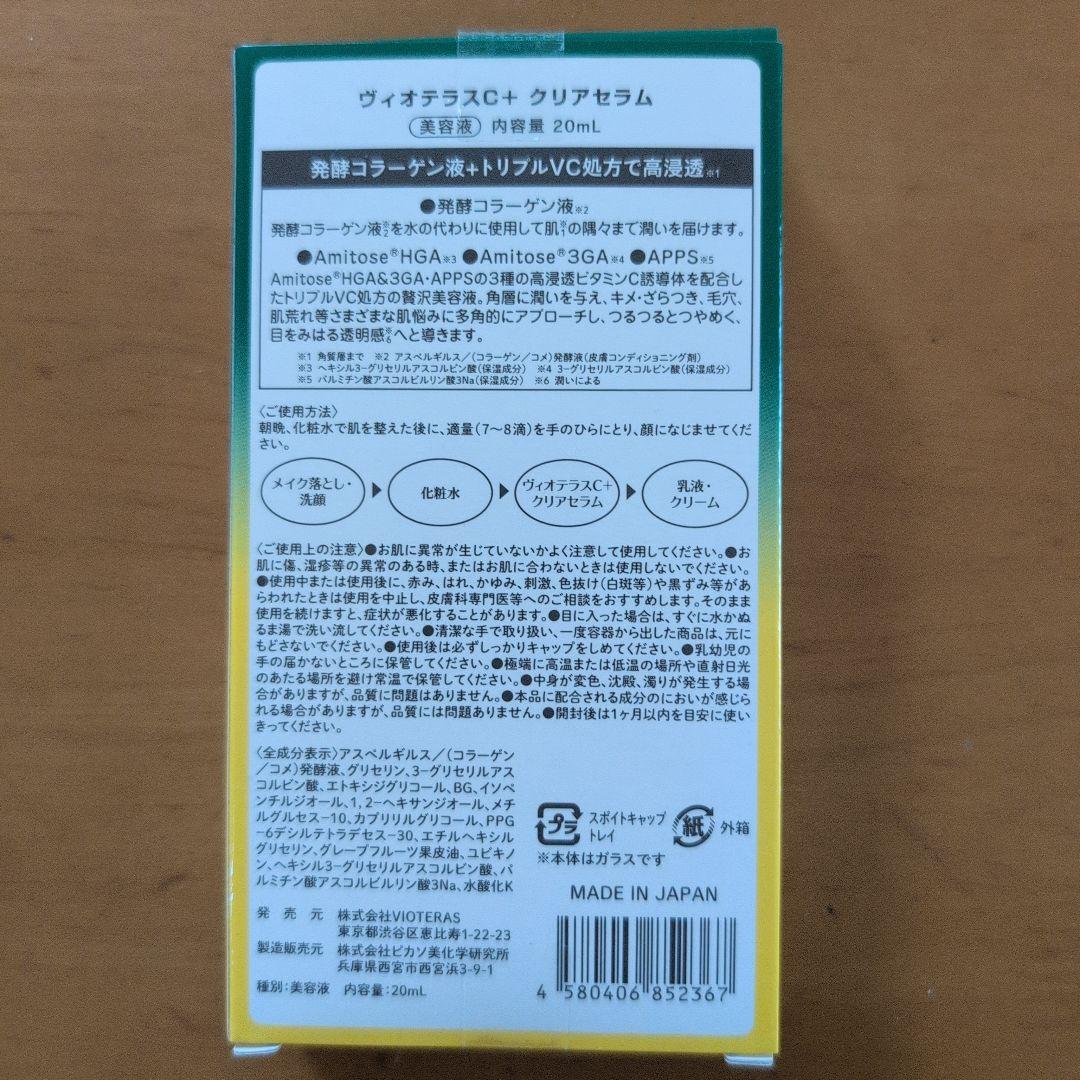 ヴィオテラスC＋ クリアセラム
美容液 内容量 20mL
発酵コラーゲン液+トリプルVC処方で高浸透※1
●発酵コラーゲン液※2
発酵コラーゲン液※2を水の代わりに使用して肌※1の隅々まで潤いを届けます。
●Amitose®HGA※3 ●Amitose®3GA※4 ●APPS※5
Amitose®HGA&3GA・APPSの3種の高浸透ビタミンC誘導体を配合し
たトリプルVC処方の贅沢美容液。角層に潤いを与え、キメ・ざらつき、毛穴、
肌荒れ等さまざまな肌悩みに多角的にアプローチし、つるつるとつやめく、
目をみはる透明感※6へと導きます。
※1 角質層まで ※2 アスペルギルス／（コラーゲン／コメ）発酵液（皮膚コンディショニング剤）
※3 ヘキシル3-グリセリルアスコルビン酸（保湿成分） ※4 3-グリセリルアスコルビン酸（保湿成分）
※5 パルミチン酸アスコルビルリン酸3Na（保湿成分） ※6 潤いによる
〈ご使用方法〉
朝晩、化粧水で肌を整えた後に、適量（7〜8滴）を手のひらにとり、顔になじませてくだ
さい。
メイク落とし・
洗顔
化粧水
ヴィオテラスC＋
クリアセラム
乳液・
クリーム
〈ご使用上の注意〉●お肌に異常が生じていないかよく注意して使用してください。●お
肌に傷、湿疹等の異常のある時、またはお肌に合わないときは使用しないでください。
●使用中または使用後に、赤み、はれ、かゆみ、刺激、色抜け（白斑等）や黒ずみ等があ
らわれたときは使用を中止し、皮膚科専門医等へのご相談をおすすめします。そのまま
使用を続けますと、症状が悪化することがあります。●目に入った場合は、すぐに水かぬ
るま湯で洗い流してください。●清潔な手で取り扱い、一度容器から出した商品は、元に
もどさないでください。●使用後は必ずしっかりキャップをしめてください。●乳幼児の
手の届かないところに保管してください。●極端に高温または低温の場所や直射日光
のあたる場所を避け常温で保管してください。●中身が変色、沈殿、濁りが発生する場
合がありますが、品質に問題はありません。●本品に配合される成分のにおいが感じら
れる場合がありますが、品質には問題ありません。●開封後は1ヶ月以内を目安に使い
きってください。
〈全成分表示〉アスペルギルス／（コラーゲン
／コメ）発酵液、グリセリン、3-グリセリルアス
コルビン酸、エトキシジグリコール、BG、イソペ
ンチルジオール、1,2-ヘキサンジオール、メチ
ルグルセス-10、カプリリルグリコール、PPG
-6デシルテトラデセス-30、エチルヘキシル
グリセリン、グレープフルーツ果皮油、ユビキノ
ン、ヘキシル3-グリセリルアスコルビン酸、パ
ルミチン酸アスコルビルリン酸3Na、水酸化K
プラ スポイトキャップ
トレイ
紙 外箱
※本体はガラスです
MADE IN JAPAN
発売元 株式会社VIOTERAS
東京都渋谷区恵比寿1-22-23
製造販売元 株式会社ピカソ美化学研究所
兵庫県西宮市西宮浜3-9-1
種別：美容液 内容量：20mL
4 580406 852367